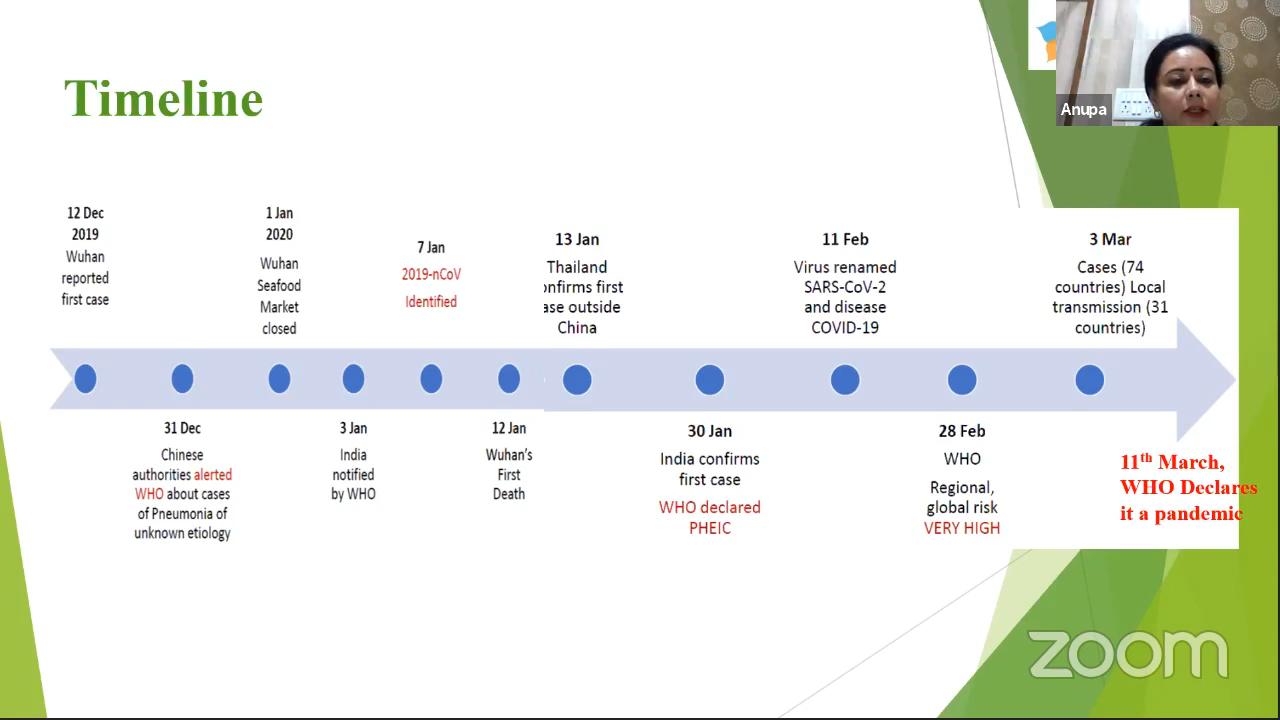 Timeline
Anupa
12 Dec
2019
Wuhan
reported
first case
31 Dec
Chinese
authorities alerted
WHO about cases
of Pneumonia of
unknown etiology
1 Jan
2020
Wuhan
Seafood
Market
closed
3 Jan
India
notified
by WHO
7 Jan
2019-nCoV
Identified
12 Jan
Wuhan's
First
Death
13 Jan
Thailand
onfirms first
ase outside
China
30 Jan
India confirms
first case
WHO declared
PHEIC
11 Feb
Virus renamed
SARS-CoV-2
and disease
COVID-19
28 Feb
WHO
Regional,
global risk
VERY HIGH
3 Mar
Cases (74
countries) Local
transmission (31
countries)
11th March,
WHO Declares
it a pandemic
zoom